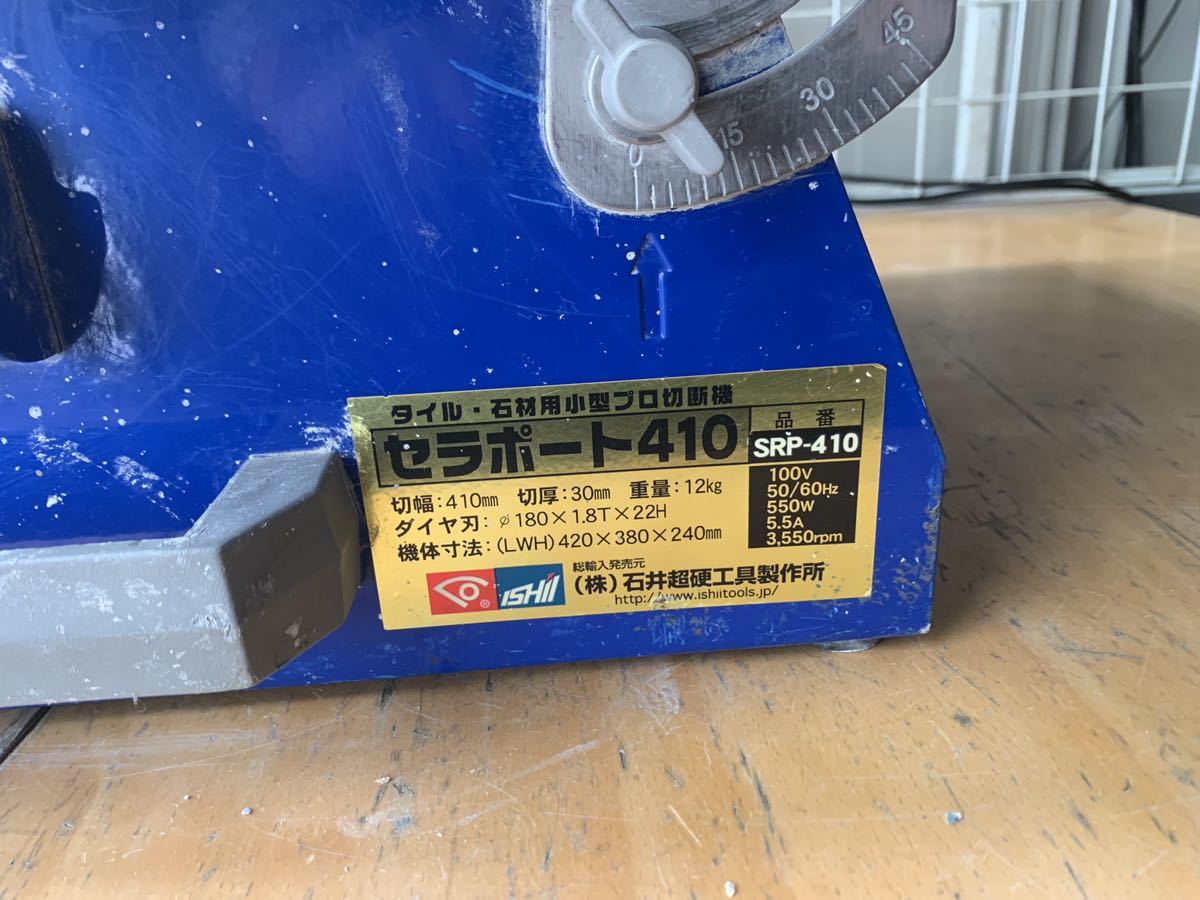 45
30
15
0
タイル・石材用小型プロ切断機
セラポート410
品番
SRP-410
100V
50/60Hz
550W
5.5A
3,550rpm
切幅:410mm 切厚:30mm 重量:12kg
ダイヤ刃:φ180×1.8T×22H
機体寸法:(LWH)420×380×240mm
® ISHII
総輸入発売元
(株)石井超硬工具製作所
http://www.ishiitools.jp/